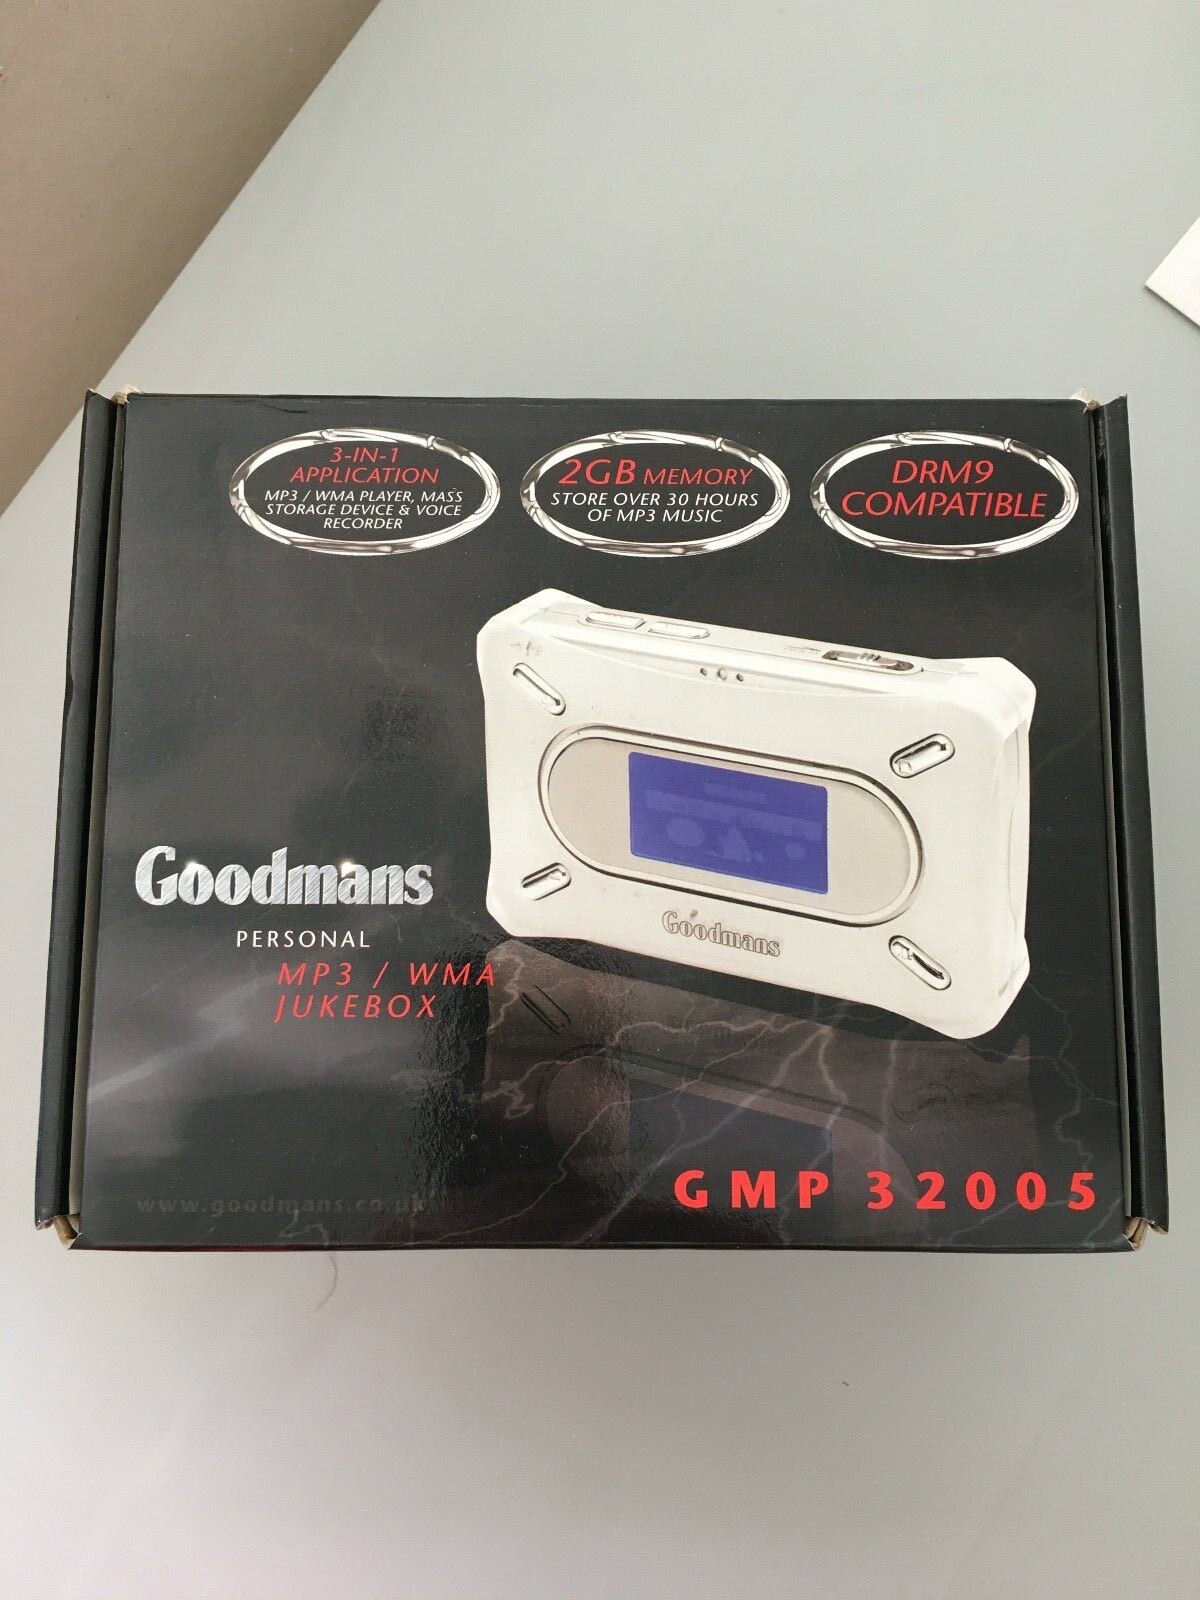 3-IN-1
APPLICATION
MP3 / WMA PLAYER, MASS
STORAGE DEVICE & VOICE
RECORDER
2GB MEMORY
STORE OVER 30 HOURS
OF MP3 MUSIC
DRM9
COMPATIBLE
Goodmans
Goodmans
PERSONAL
MP3 / WMA
JUKEBOX
GMP 32005
www.goodmans.co.uk